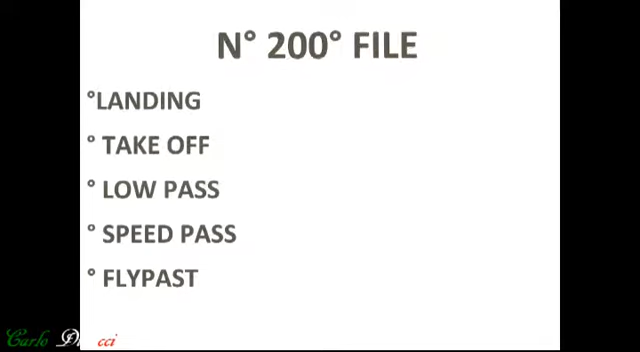 N° 200° FILE
°LANDING
° TAKE OFF
° LOW PASS
° SPEED PASS
° FLYPAST
Carlo